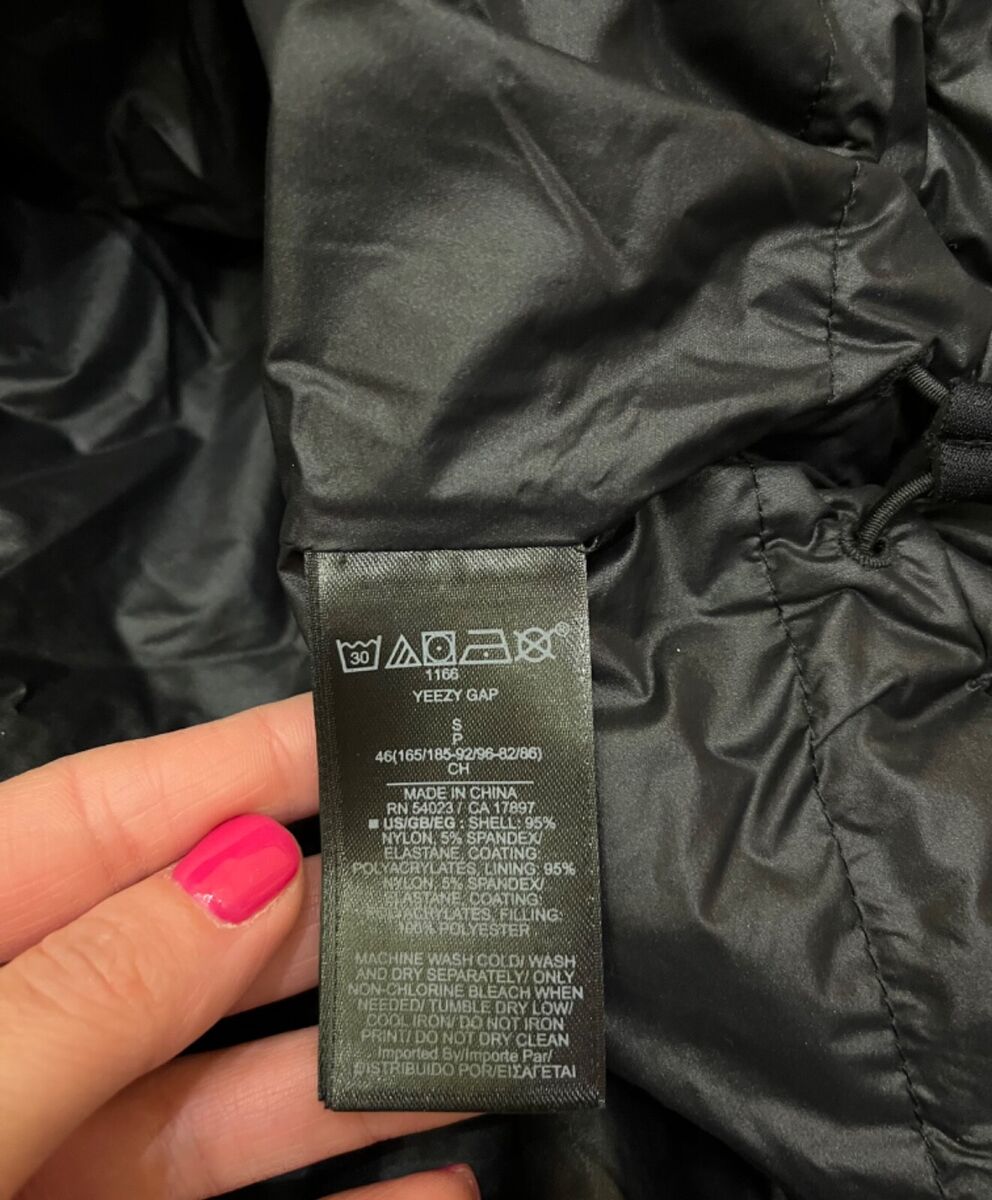 30
®
1166
YEEZY GAP
S
P
46(165/185-92/96-82/86)
CH
MADE IN CHINA
RN 54023 / CA 17897
US/GB/EG : SHELL: 95%
NYLON, 5% SPANDEX/
ELASTANE, COATING:
POLYACRYLATES, LINING: 95%
NYLON, 5% SPANDEX/
ELASTANE, COATING:
POLYACRYLATES, FILLING:
100% POLYESTER
MACHINE WASH COLD/ WASH
AND DRY SEPARATELY/ ONLY
NON-CHLORINE BLEACH WHEN
NEEDED/ TUMBLE DRY LOW/
COOL IRON/ DO NOT IRON
PRINT/ DO NOT DRY CLEAN
Imported By/Importe Par/
DISTRIBUIDO POR/ΕΙΣΑΓΕΤΑΙ